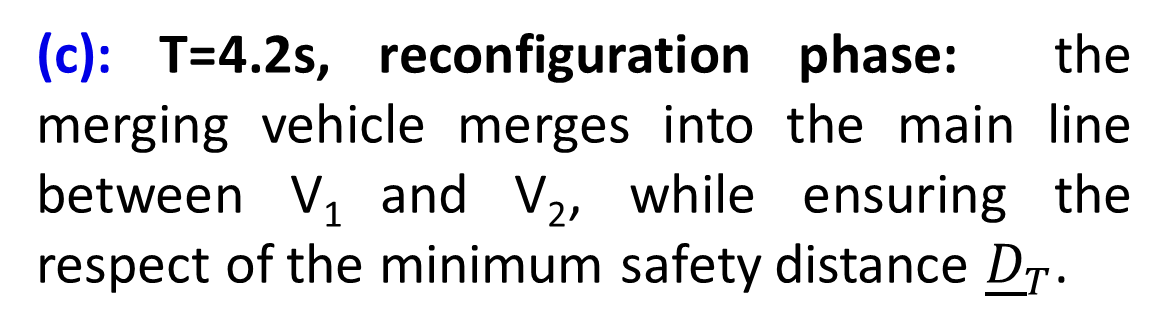 (c): T=4.2s, reconfiguration phase: the
merging vehicle merges into the main line
between V₁ and V₂, while ensuring the
respect of the minimum safety distance D̲_T.